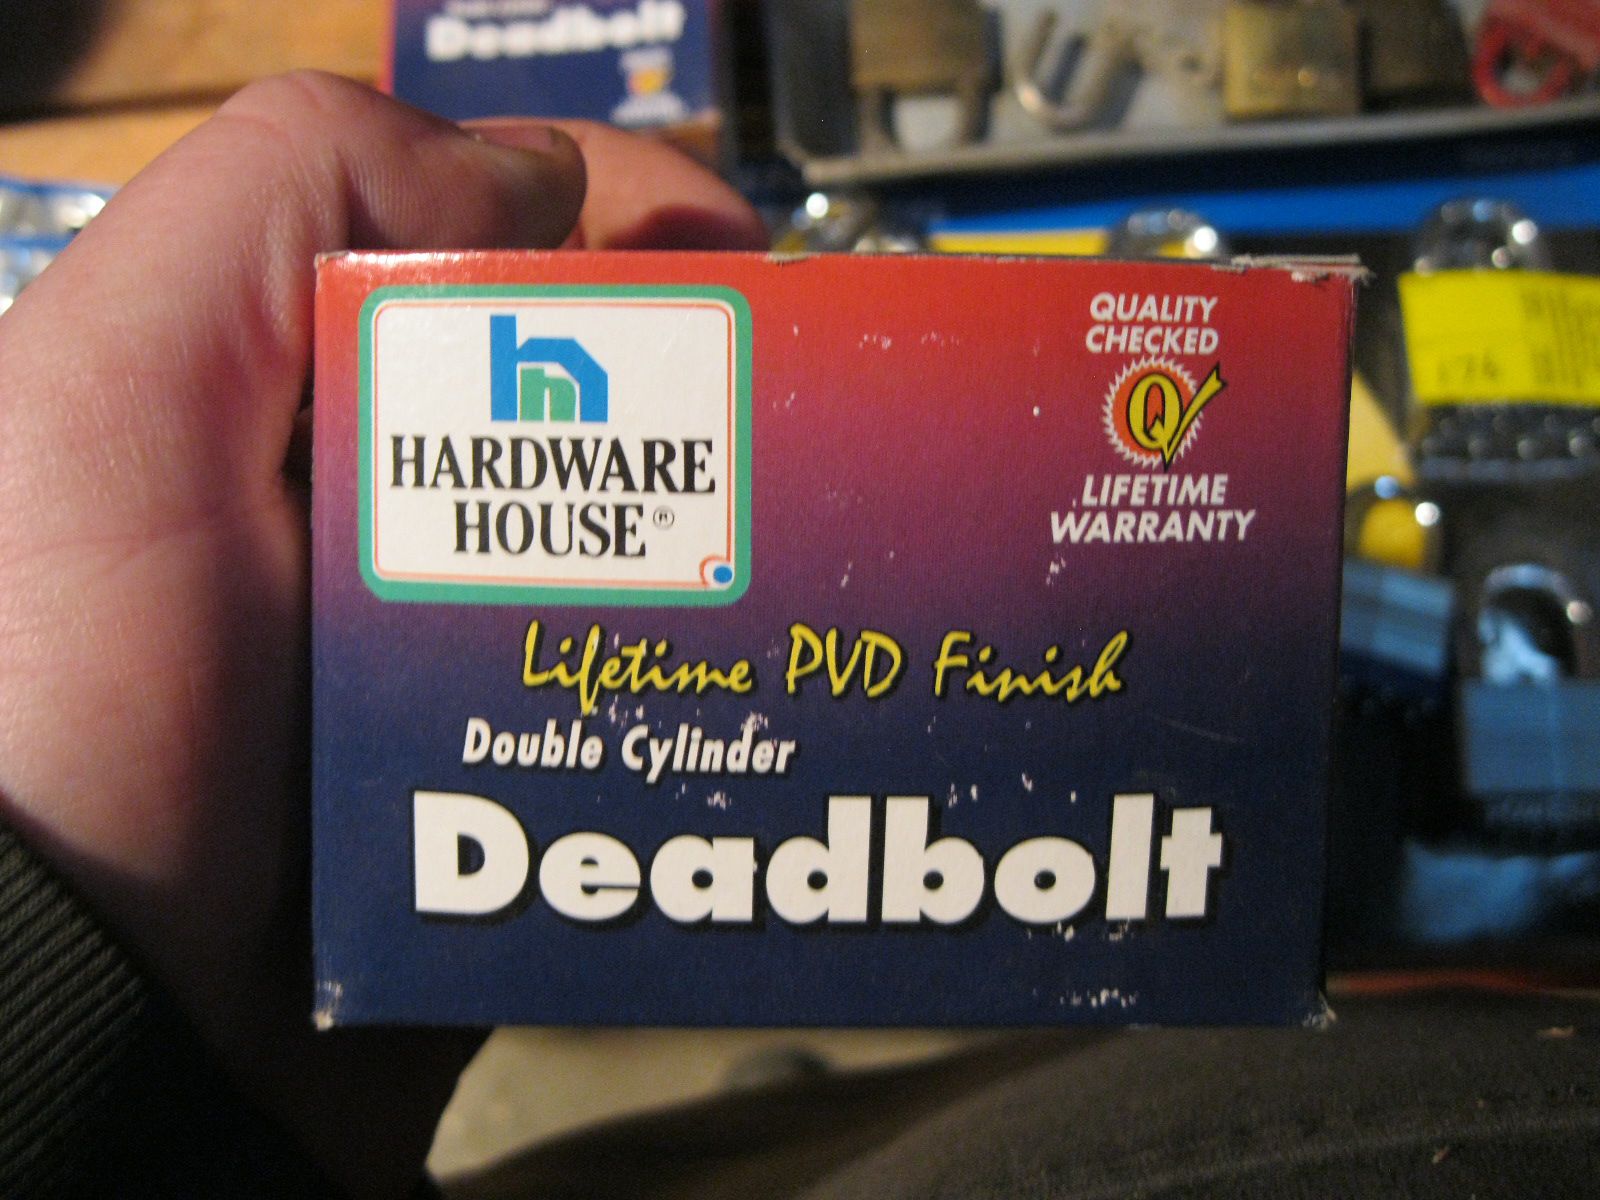 Deadbolt
HARDWARE
HOUSE®
QUALITY
CHECKED
Q
LIFETIME
WARRANTY
Lifetime PVD Finish
Double Cylinder
Deadbolt